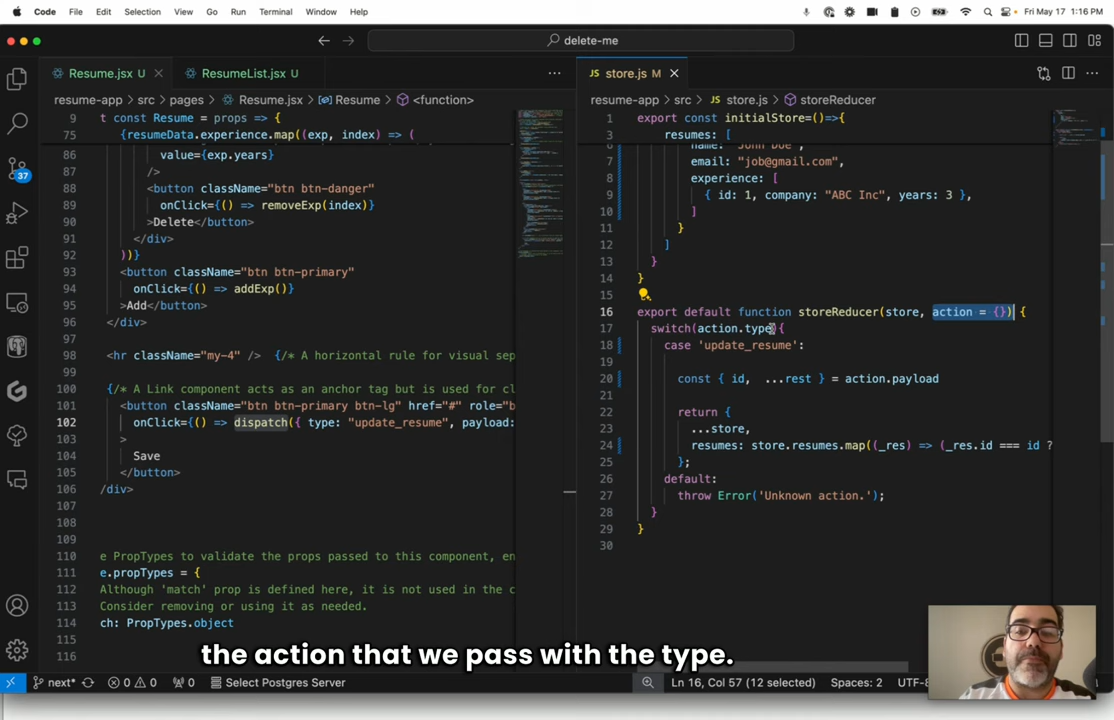 File Edit Selection View Go Run Terminal Window Help
Fri May 17 1:16 PM
delete-me
Resume.jsx U
ResumeList.jsx U
resume-app > src > pages > Resume.jsx > Resume > <function>
9 t const Resume = props => {
75 {resumeData.experience.map((exp, index) => (
86 value={exp.years}
87 />
88 <button className="btn btn-danger"
89 onClick={() => removeExp(index)}
90 >Delete</button>
91 </div>
92 ))}
93 <button className="btn btn-primary"
94 onClick={() => addExp()}
95 >Add</button>
96 </div>
97
98 <hr className="my-4" /> {/* A horizontal rule for visual sep
99
100 {/* A Link component acts as an anchor tag but is used for cl
101 <button className="btn btn-primary btn-lg" href="#" role="b
102 onClick={() => dispatch({ type: "update_resume", payload:
103 >
104 Save
105 </button>
106 /div>
107
108
109
110 e PropTypes to validate the props passed to this component, en
111 e.propTypes = {
112 Although 'match' prop is defined here, it is not used in the c
113 Consider removing or using it as needed.
114 ch: PropTypes.object
115
116
store.js M
resume-app > src > store.js > storeReducer
1 export const initialStore=()=>{
3 resumes: [
6 name: "John Doe",
7 email: "job@gmail.com",
8 experience: [
9 { id: 1, company: "ABC Inc", years: 3 },
10 ]
11 }
12 ]
13 }
14 }
15
16 export default function storeReducer(store, action = {}) {
17 switch(action.type){
18 case 'update_resume':
19
20 const { id, ...rest } = action.payload
21
22 return {
23 ...store,
24 resumes: store.resumes.map((_res) => (_res.id === id ?
25 };
26 default:
27 throw Error('Unknown action.');
28 }
29 }
30
37
the action that we pass with the type.
next* 0 0 0 Select Postgres Server
Ln 16, Col 57 (12 selected) Spaces: 2 UTF-8